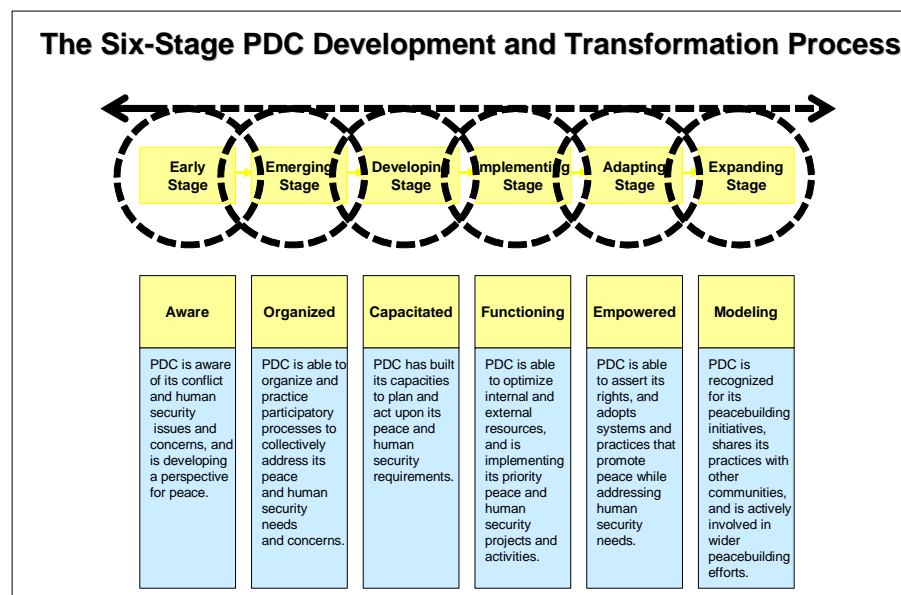 The Six-Stage PDC Development and Transformation Process
Early
Stage
Emerging
Stage
Developing
Stage
Implementing
Stage
Adapting
Stage
Expanding
Stage
Aware
PDC is aware
of its conflict
and human
security
issues and
concerns, and
is developing
a perspective
for peace.
Organized
PDC is able to
organize and
practice
participatory
processes to
collectively
address its
peace
and human
security
needs
and concerns.
Capacitated
PDC has built
its capacities
to plan and
act upon its
peace and
human
security
requirements.
Functioning
PDC is able
to optimize
internal and
external
resources,
and is
implementing
its priority
peace and
human
security
projects and
activities.
Empowered
PDC is able
to assert its
rights, and
adopts
systems and
practices that
promote
peace while
addressing
human
security
needs.
Modeling
PDC is
recognized
for its
peacebuilding
initiatives,
shares its
practices with
other
communities,
and is actively
involved in
wider
peacebuilding
efforts.